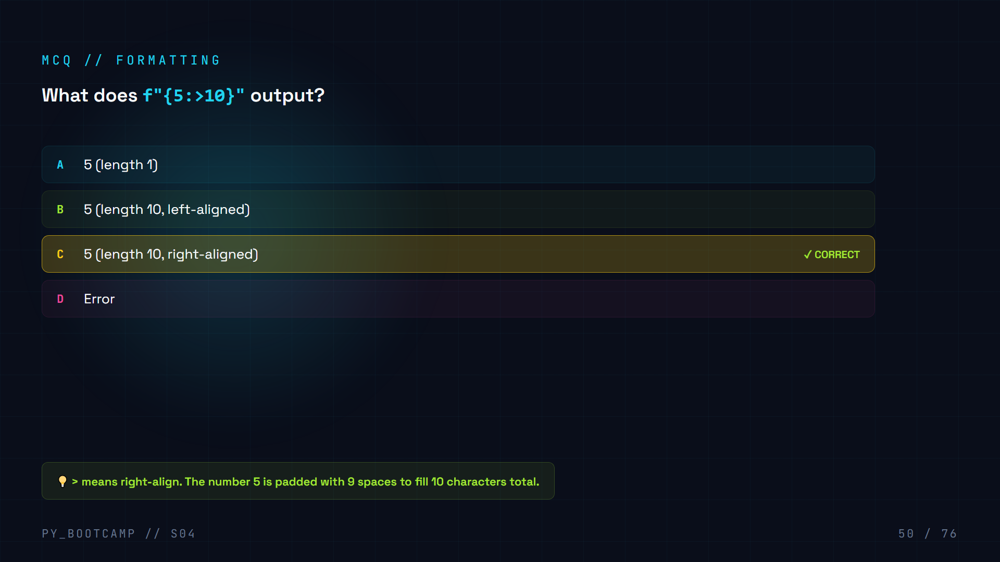 MCQ // FORMATTING
What does f"{5:>10}" output?
A 5 (length 1)
B 5 (length 10, left-aligned)
C 5 (length 10, right-aligned) ✓ CORRECT
D Error
💡 > means right-align. The number 5 is padded with 9 spaces to fill 10 characters total.
PY_BOOTCAMP // S04
50 / 76